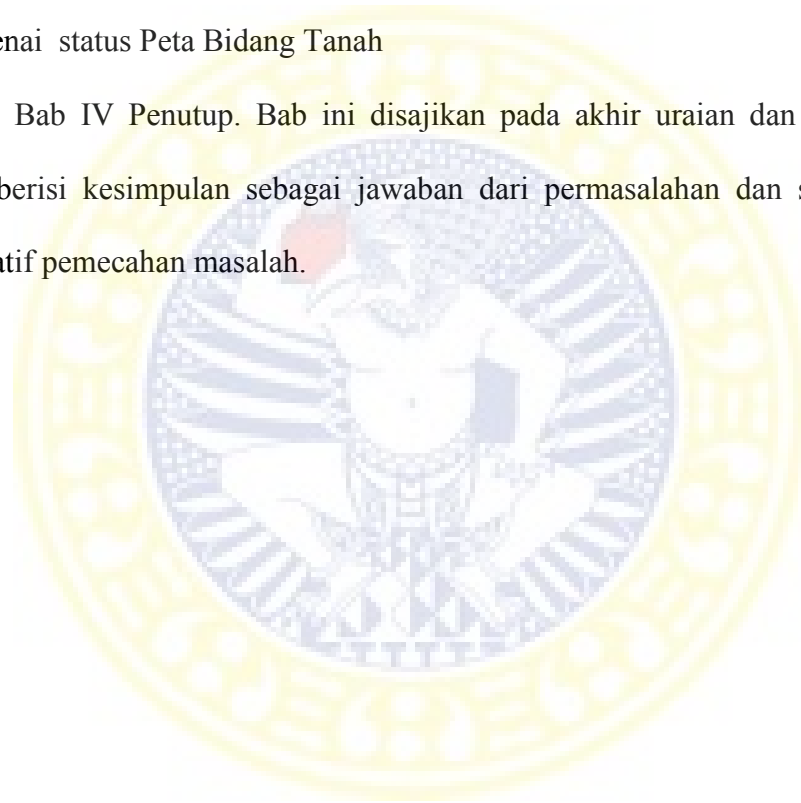 enai status Peta Bidang Tanah
Bab IV Penutup. Bab ini disajikan pada akhir uraian dan
berisi kesimpulan sebagai jawaban dari permasalahan dan s
atif pemecahan masalah.